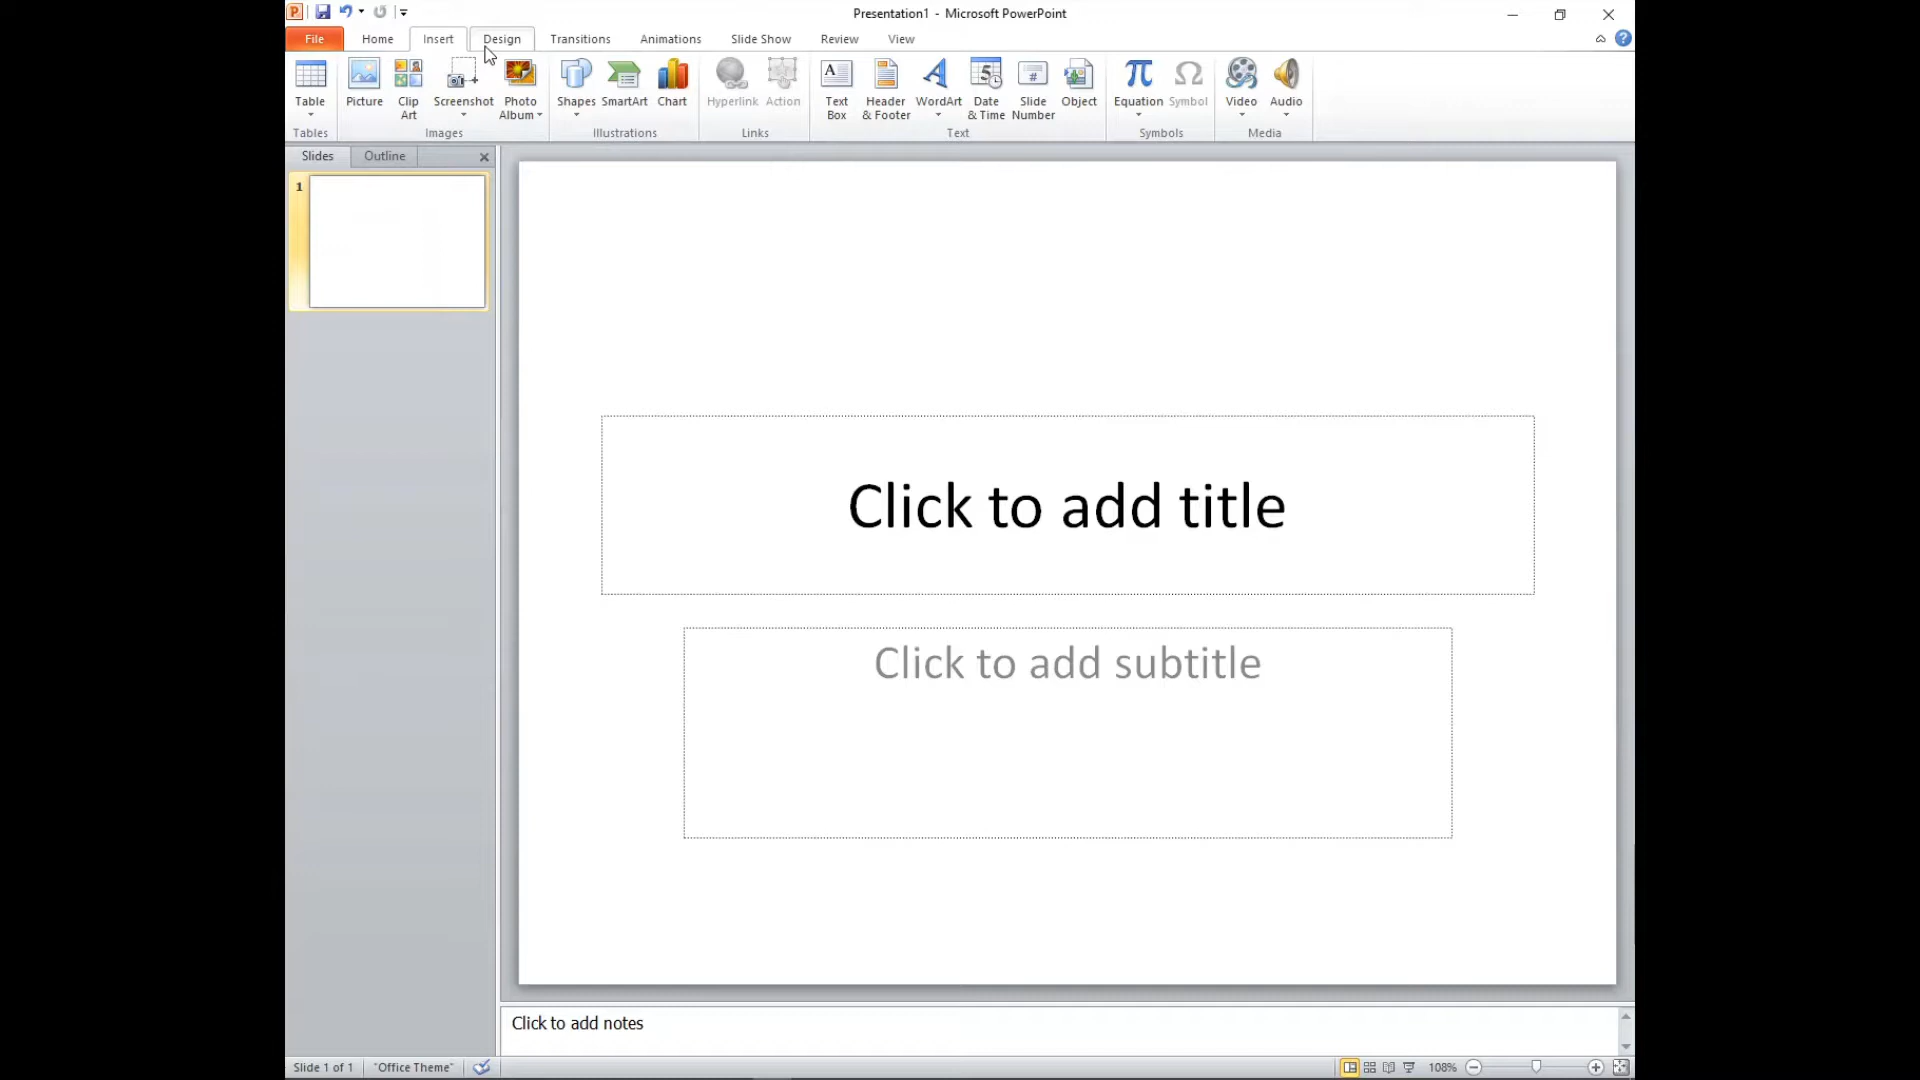 Presentation1 - Microsoft PowerPoint
File Home Insert Design Transitions Animations Slide Show Review View
Table Picture Clip Art Screenshot Photo Album Shapes SmartArt Chart Hyperlink Action Text Box Header & Footer WordArt Date & Time Slide Number Object Equation Symbol Video Audio
Tables Images Illustrations Links Text Symbols Media
Slides Outline
1
Click to add title
Click to add subtitle
Click to add notes
Slide 1 of 1 "Office Theme" 108%